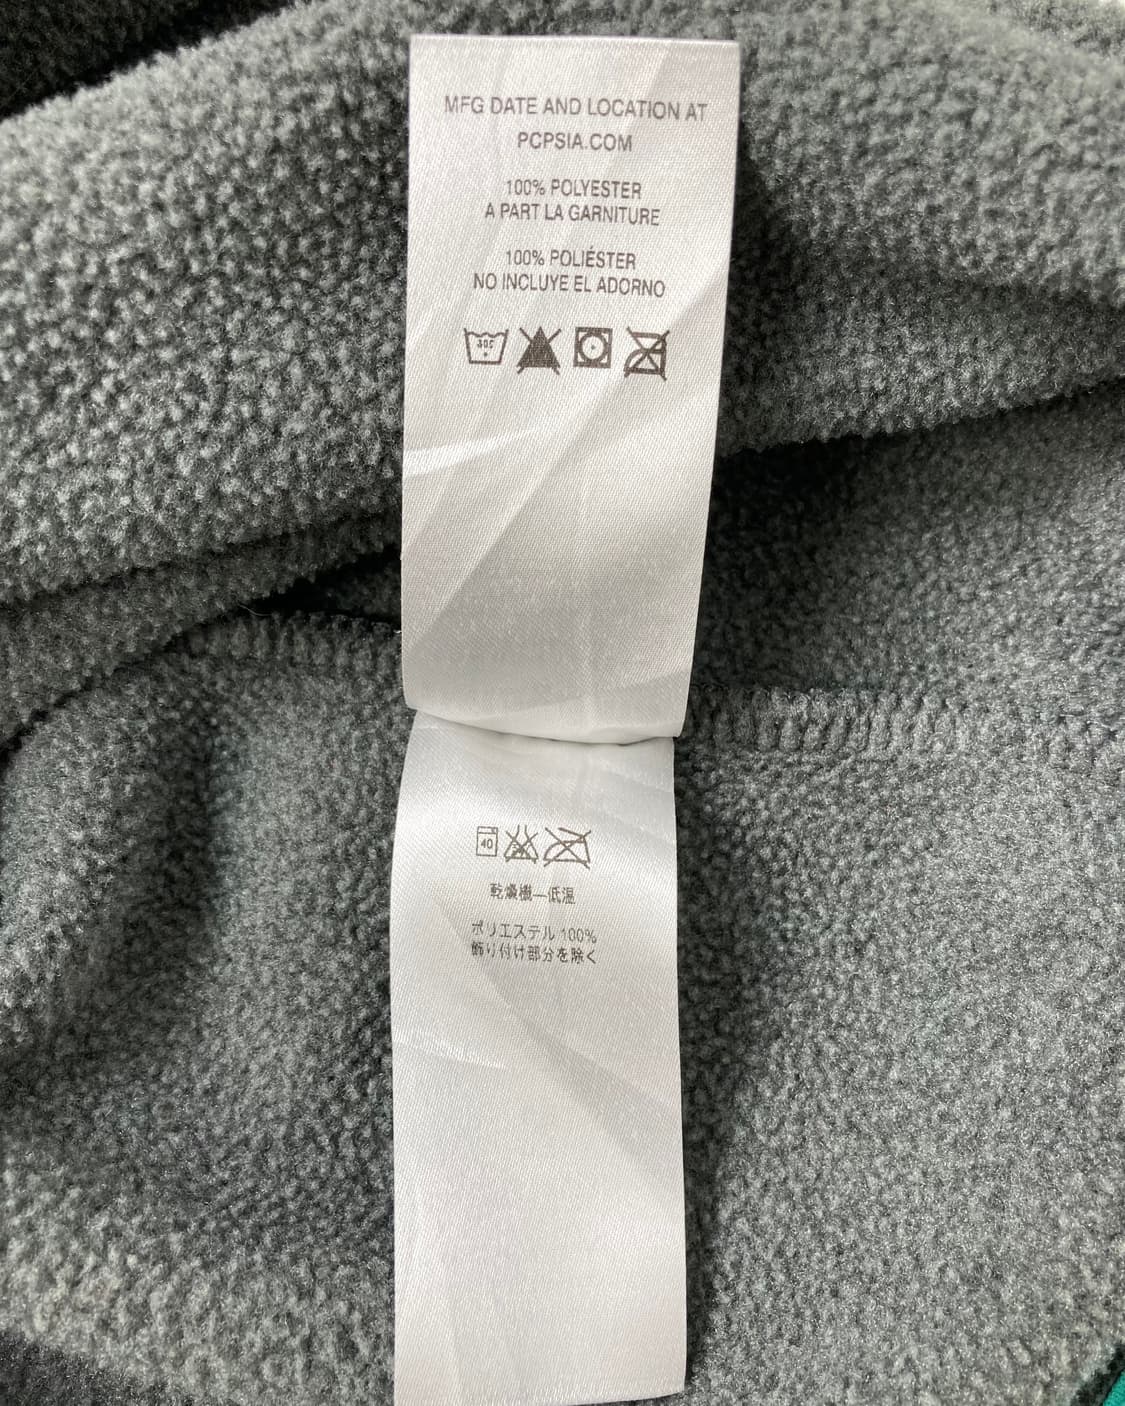 MFG DATE AND LOCATION AT
PCPSIA.COM
100% POLYESTER
A PART LA GARNITURE
100% POLIÉSTER
NO INCLUYE EL ADORNO
40
乾燥機—低温
ポリエステル 100%
飾り付け部分を除く